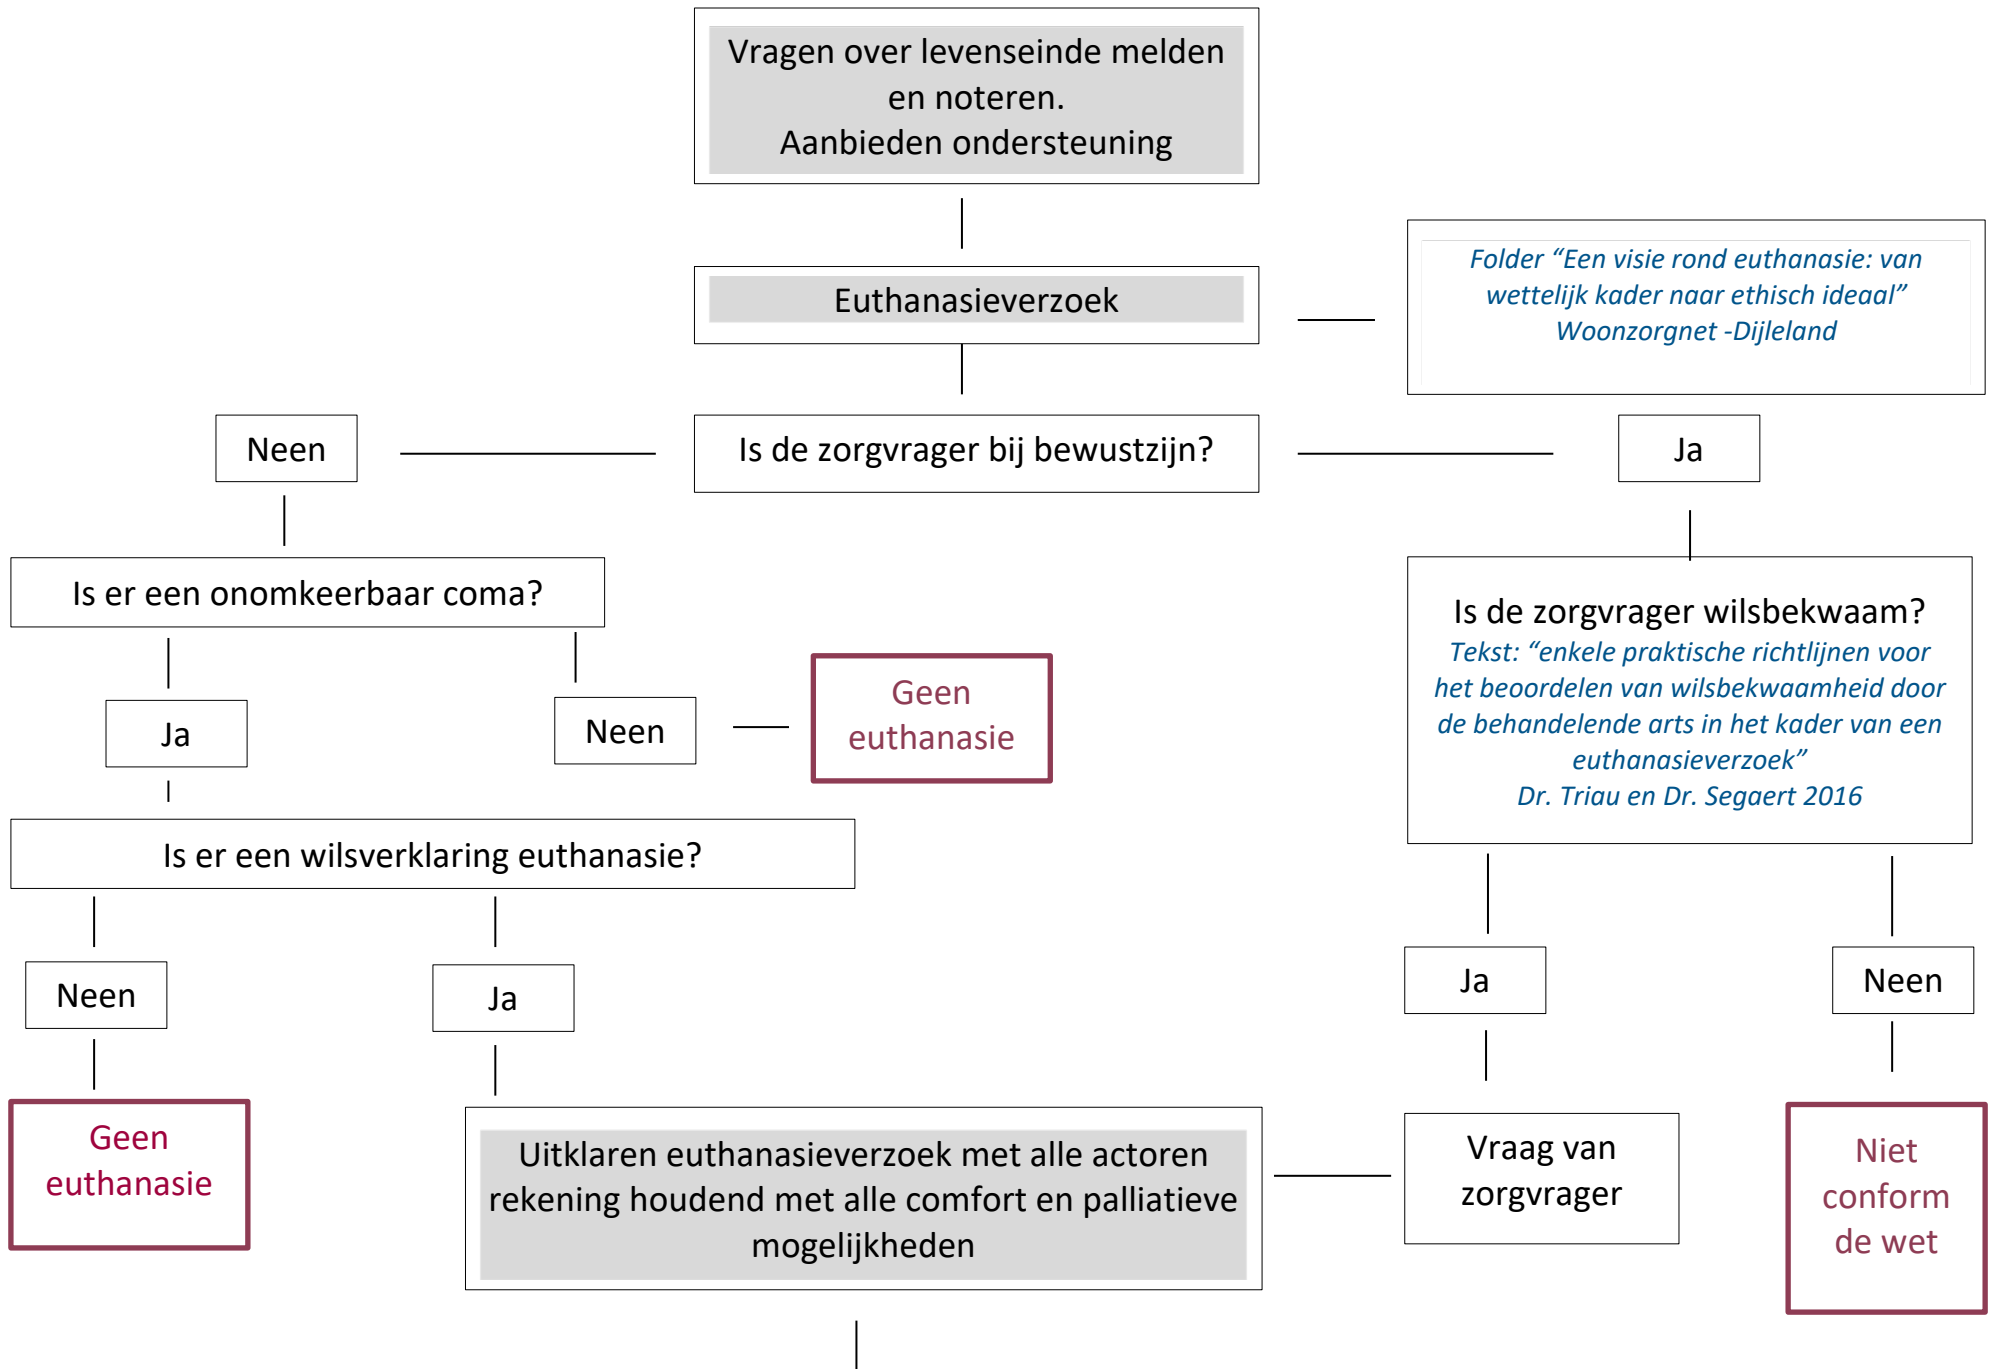 Vragen over levenseinde melden
en noteren.
Aanbieden ondersteuning
Euthanasieverzoek
Folder “Een visie rond euthanasie: van
wettelijk kader naar ethisch ideaal”
Woonzorgnet -Dijleland
Neen
Is de zorgvrager bij bewustzijn?
Ja
Is er een onomkeerbaar coma?
Is de zorgvrager wilsbekwaam?
Tekst: “enkele praktische richtlijnen voor
het beoordelen van wilsbekwaamheid door
de behandelende arts in het kader van een
euthanasieverzoek”
Dr. Triau en Dr. Segaert 2016
Ja
Neen
Geen
euthanasie
Is er een wilsverklaring euthanasie?
Neen
Ja
Ja
Neen
Geen
euthanasie
Uitklaren euthanasieverzoek met alle actoren
rekening houdend met alle comfort en palliatieve
mogelijkheden
Vraag van
zorgvrager
Niet
conform
de wet